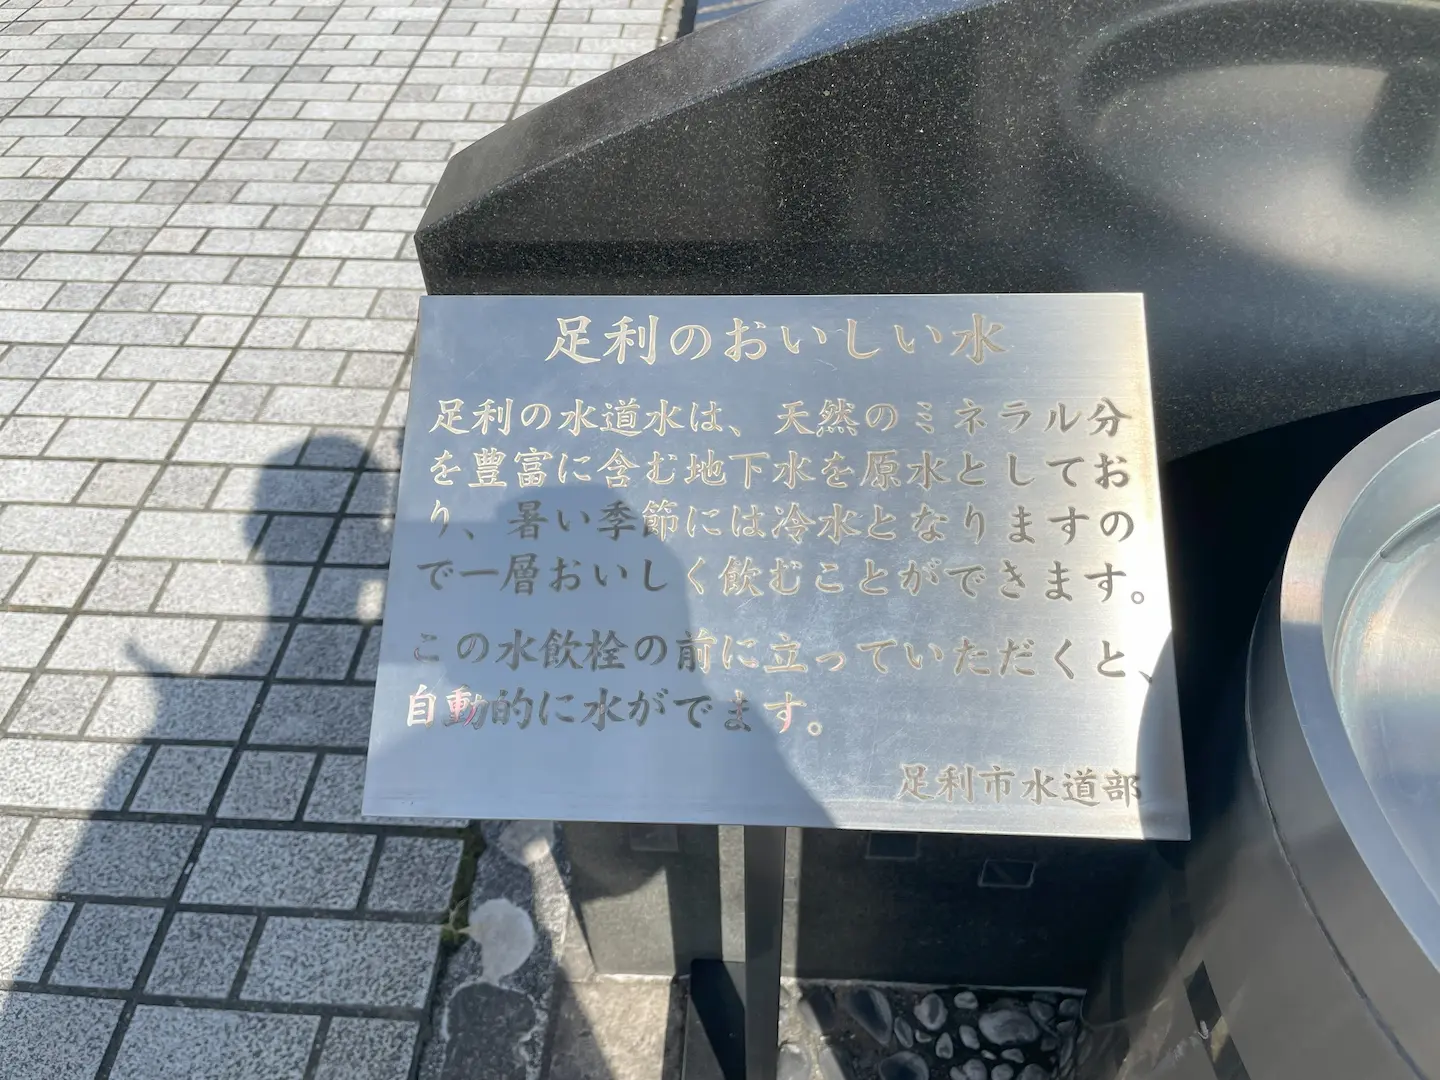 足利のおいしい水
足利の水道水は、天然のミネラル分
を豊富に含む地下水を原水としてお
り、暑い季節には冷水となりますの
で一層おいしく飲むことができます。
この水飲栓の前に立っていただくと、
自動的に水がでます。
足利市水道部